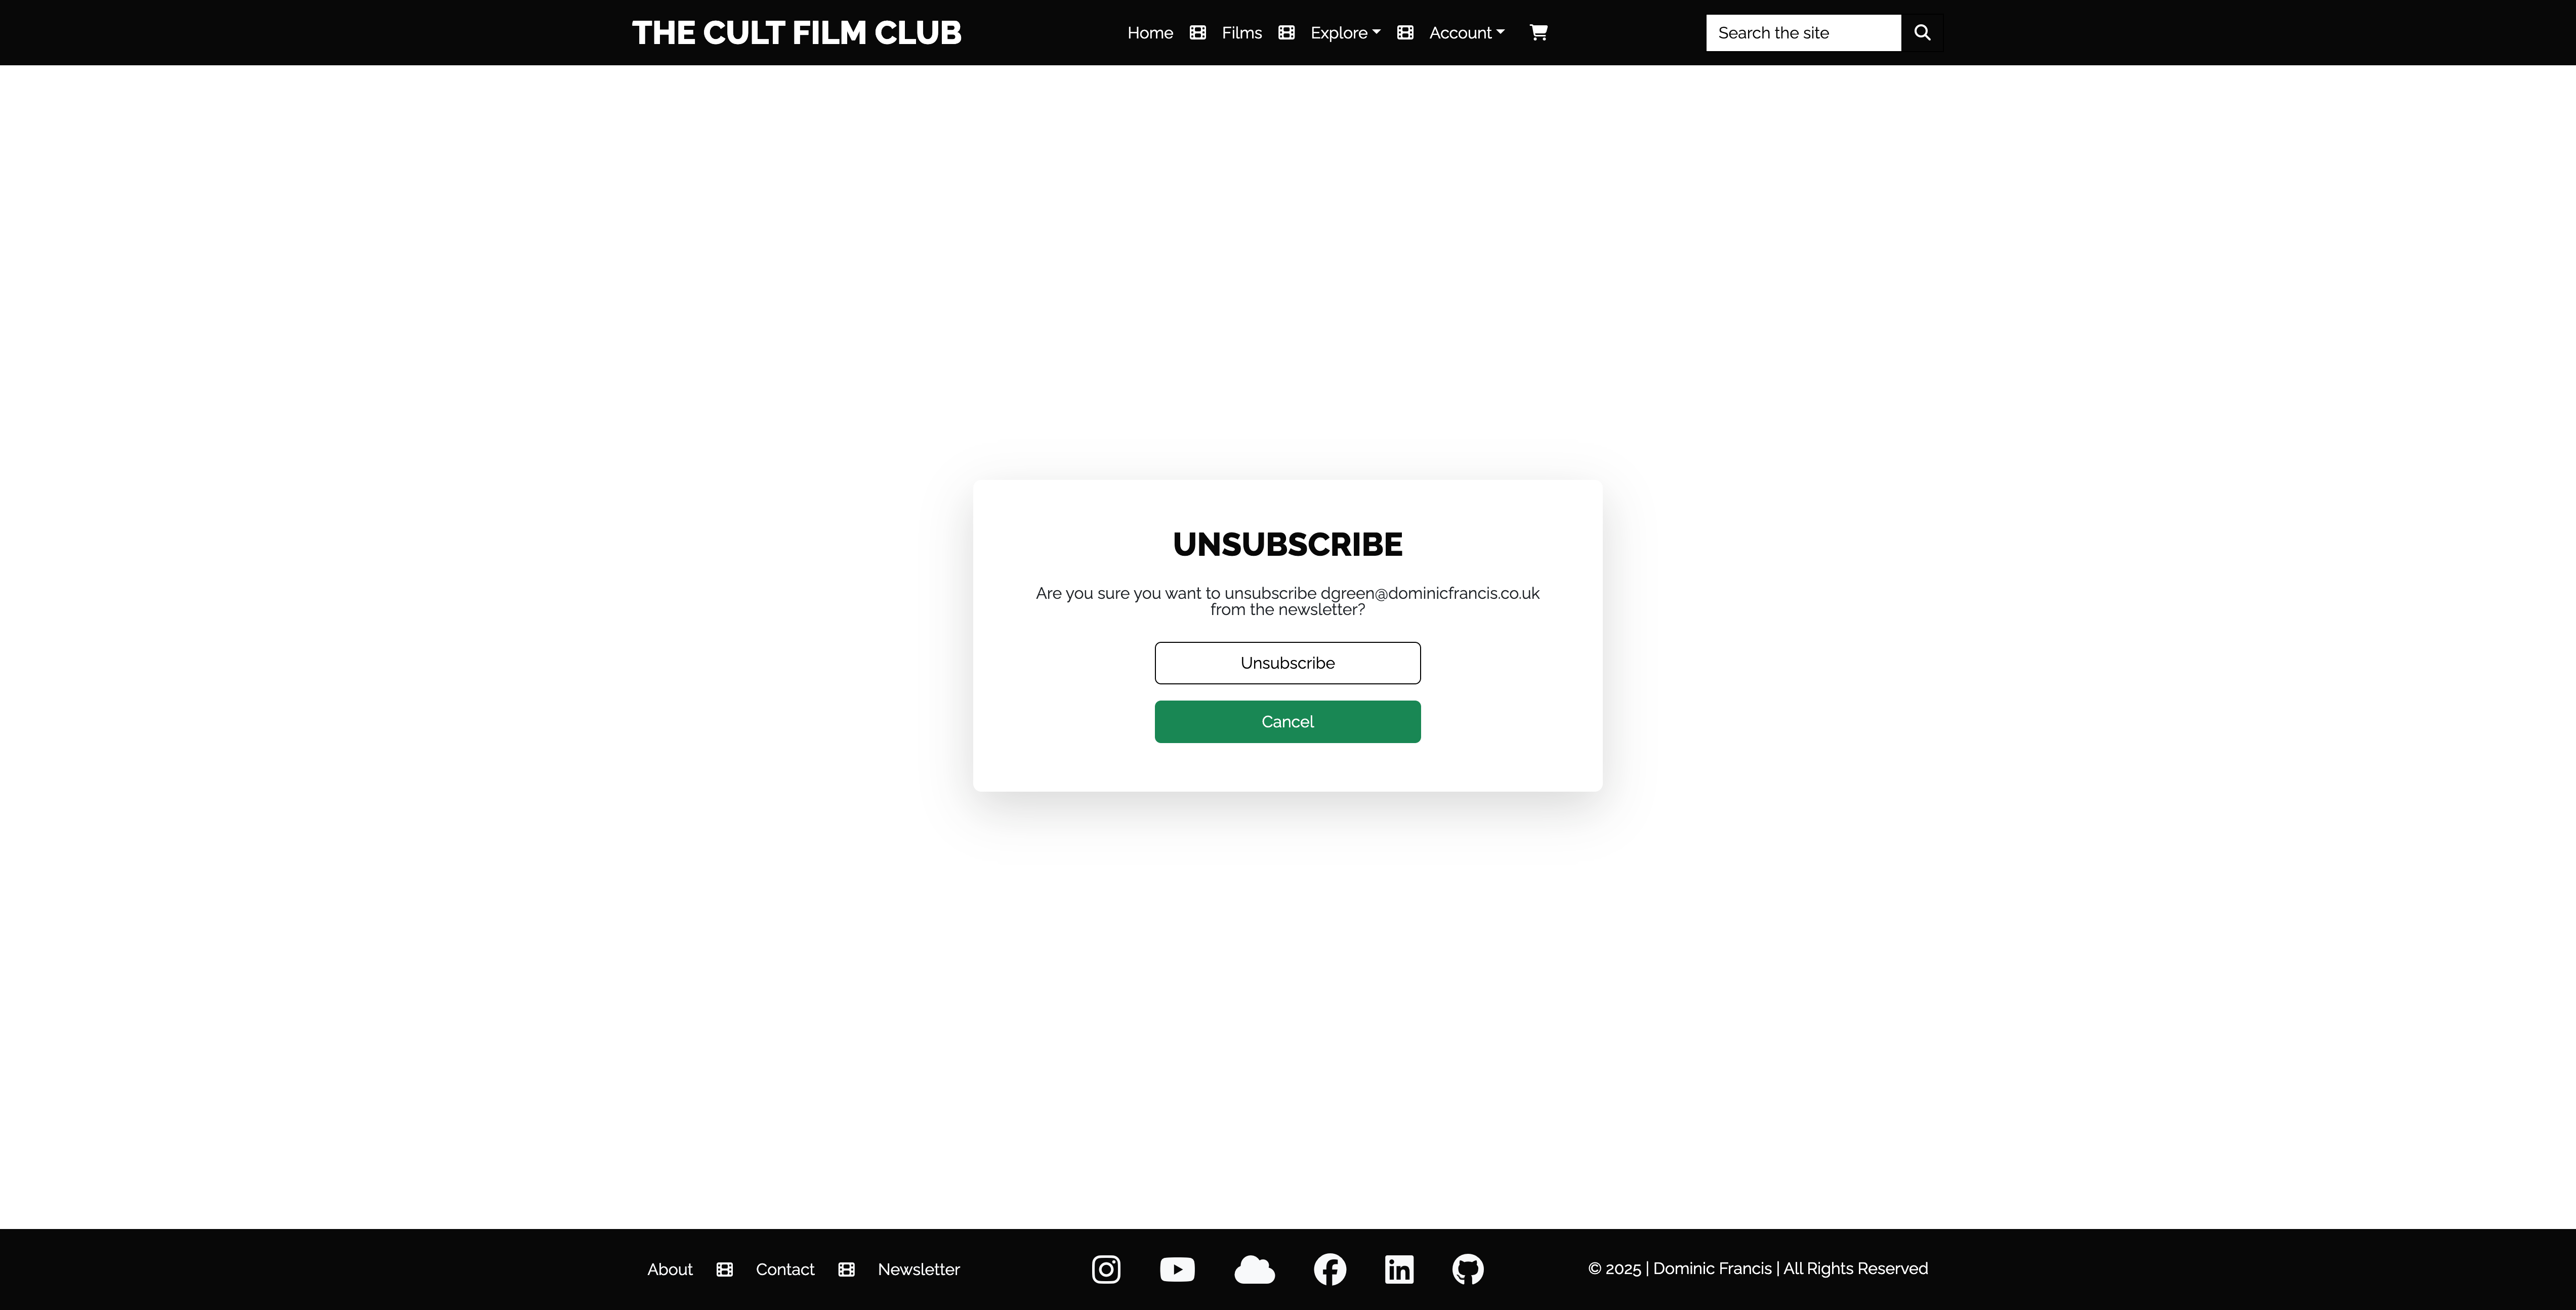 THE CULT FILM CLUB
Home Films Explore Account
Search the site
UNSUBSCRIBE
Are you sure you want to unsubscribe dgreen@dominicfrancis.co.uk
from the newsletter?
Unsubscribe
Cancel
About Contact Newsletter
© 2025 | Dominic Francis | All Rights Reserved